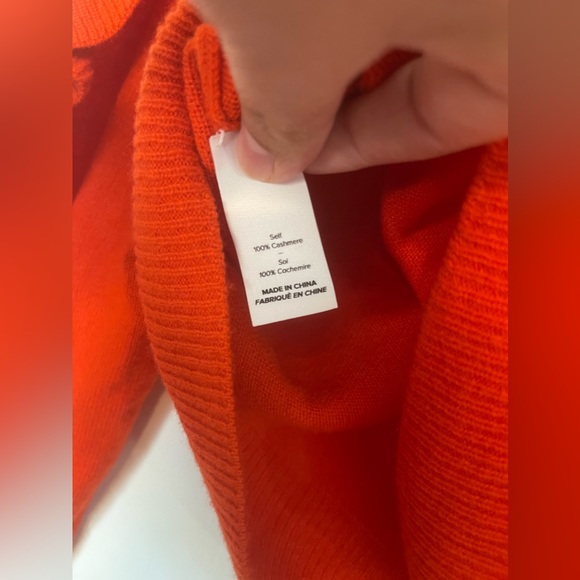 Self
100% Cashmere
—
Soi
100% Cachemire
MADE IN CHINA
FABRIQUÉ EN CHINE